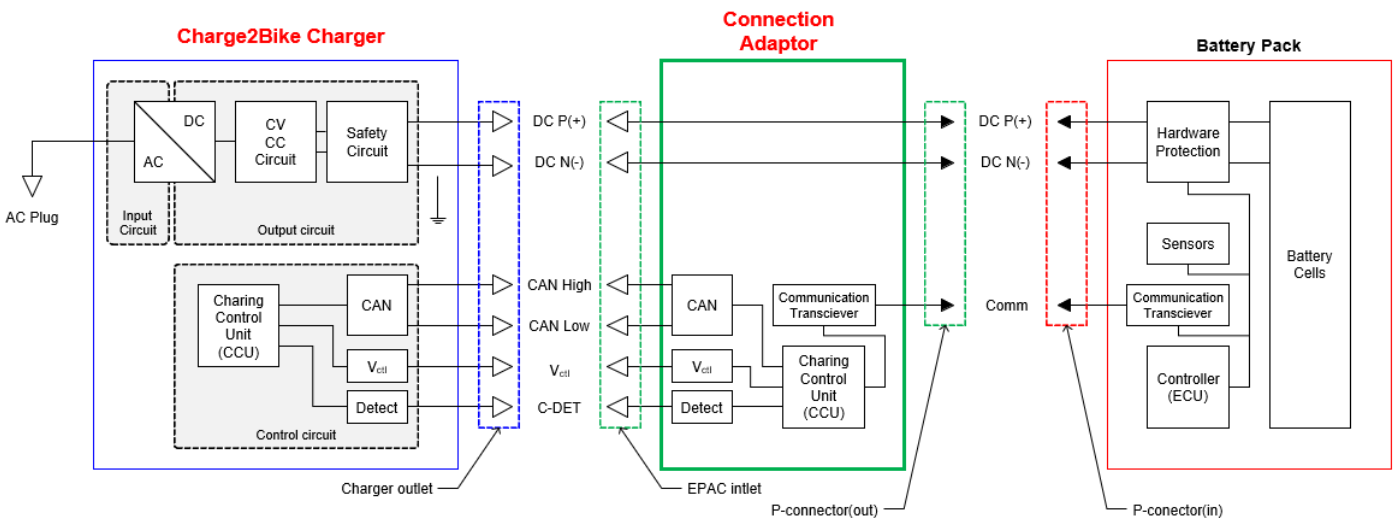 Charge2Bike Charger
Connection
Adaptor
Battery Pack
DC
AC
CV
CC
Circuit
Safety
Circuit
Input
Circuit
Output circuit
AC Plug
DC P(+)
DC N(-)
DC P(+)
DC N(-)
Hardware
Protection
Sensors
Battery
Cells
Charing
Control
Unit
(CCU)
CAN
Vctl
Detect
Control circuit
CAN High
CAN Low
Vctl
C-DET
CAN
Vctl
Detect
Communication
Transciever
Charing
Control
Unit
(CCU)
Comm
Communication
Transciever
Controller
(ECU)
Charger outlet
EPAC intlet
P-connector(out)
P-conector(in)